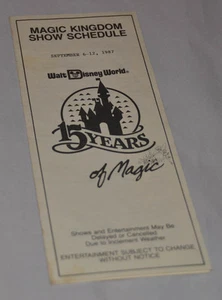 MAGIC KINGDOM
SHOW SCHEDULE
SEPTEMBER 6-12, 1987
Walt Disney World®
15 YEARS
of Magic
Shows and Entertainment May Be
Delayed or Cancelled
Due to Inclement Weather
ENTERTAINMENT SUBJECT TO CHANGE
WITHOUT NOTICE